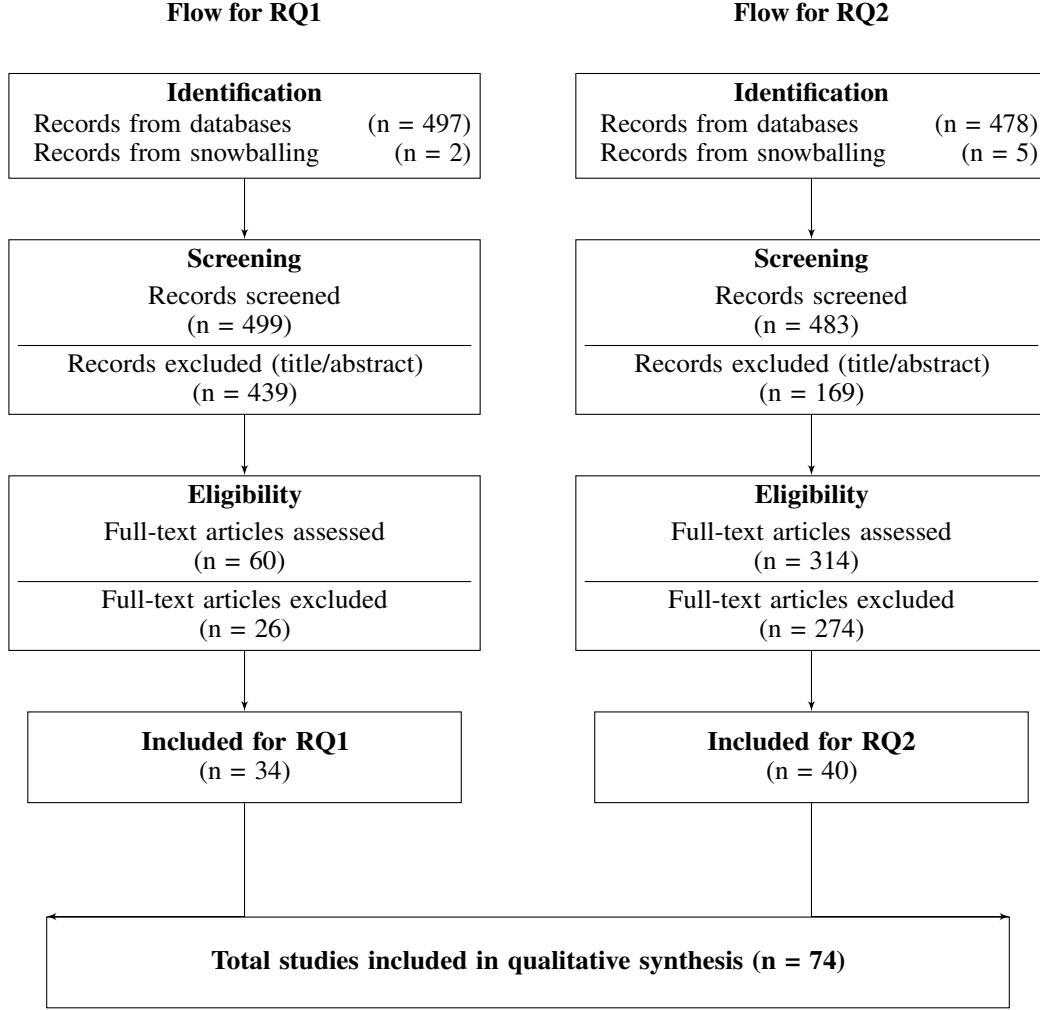 Flow for RQ1
Identification
Records from databases (n = 497)
Records from snowballing (n = 2)
Screening
Records screened
(n = 499)
Records excluded (title/abstract)
(n = 439)
Eligibility
Full-text articles assessed
(n = 60)
Full-text articles excluded
(n = 26)
Included for RQ1
(n = 34)
Flow for RQ2
Identification
Records from databases (n = 478)
Records from snowballing (n = 5)
Screening
Records screened
(n = 483)
Records excluded (title/abstract)
(n = 169)
Eligibility
Full-text articles assessed
(n = 314)
Full-text articles excluded
(n = 274)
Included for RQ2
(n = 40)
Total studies included in qualitative synthesis (n = 74)